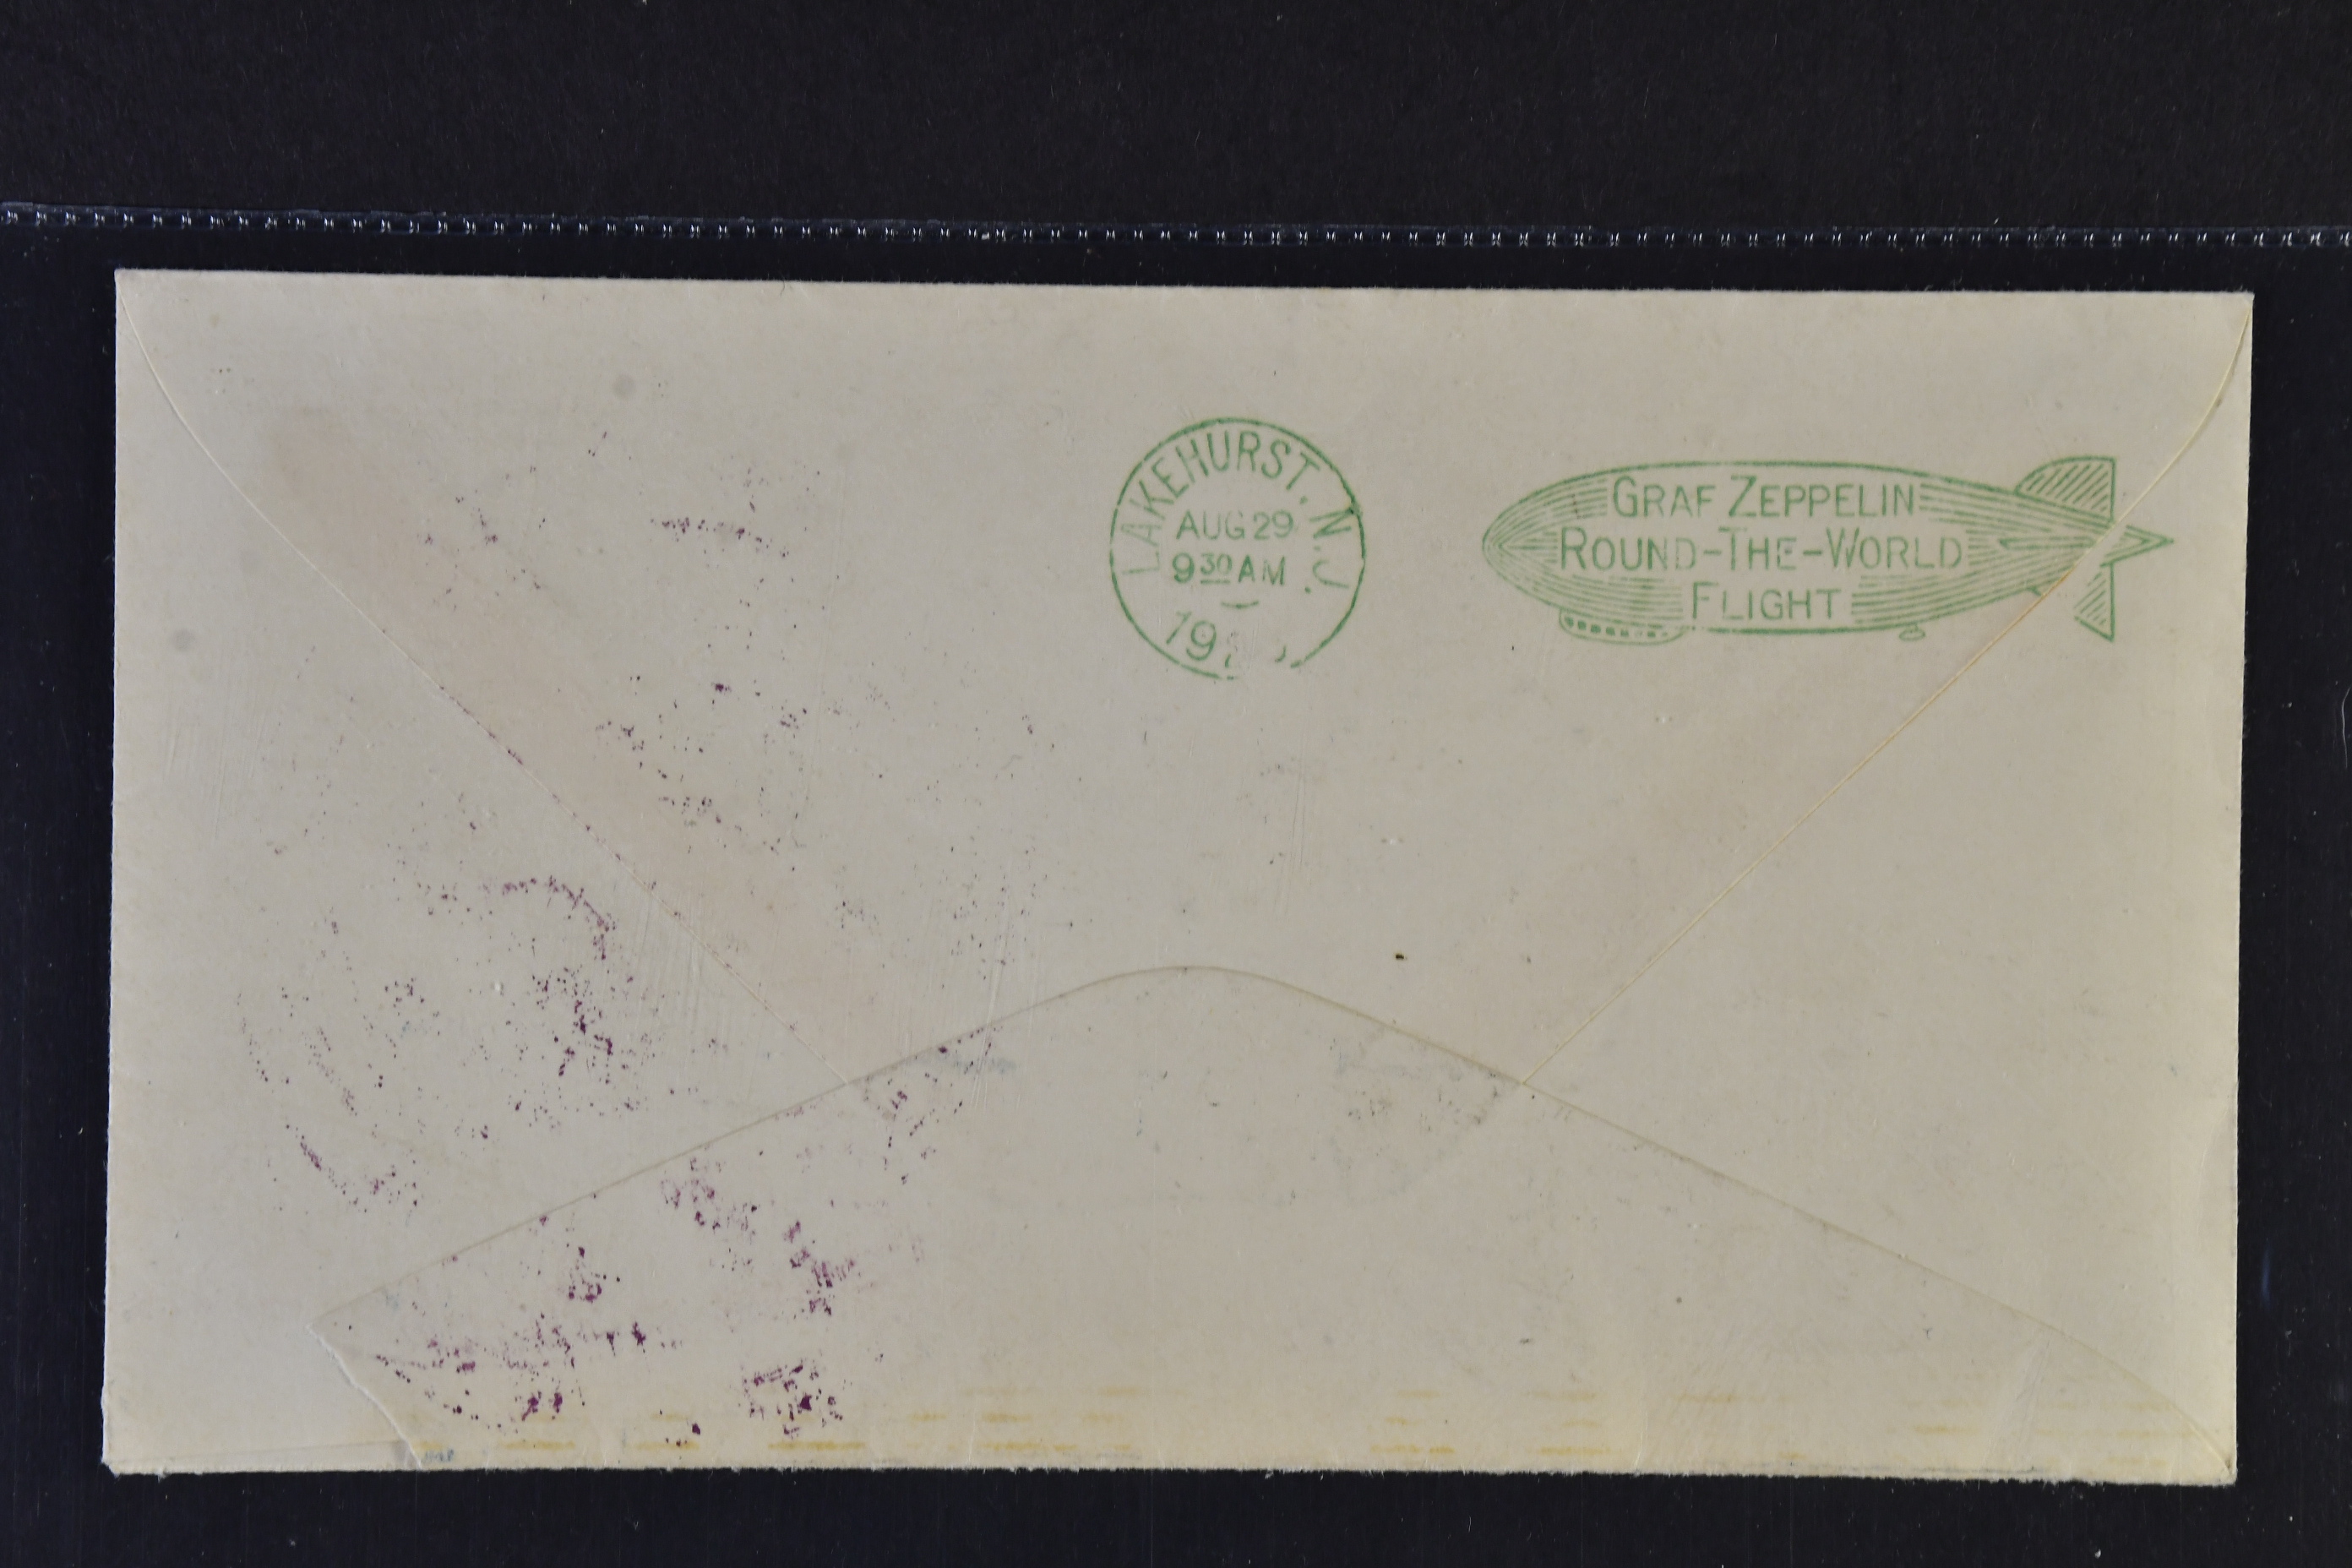 LAKEHURST, N.J.
AUG 29
9 30 AM
GRAF ZEPPELIN
ROUND-THE-WORLD
FLIGHT